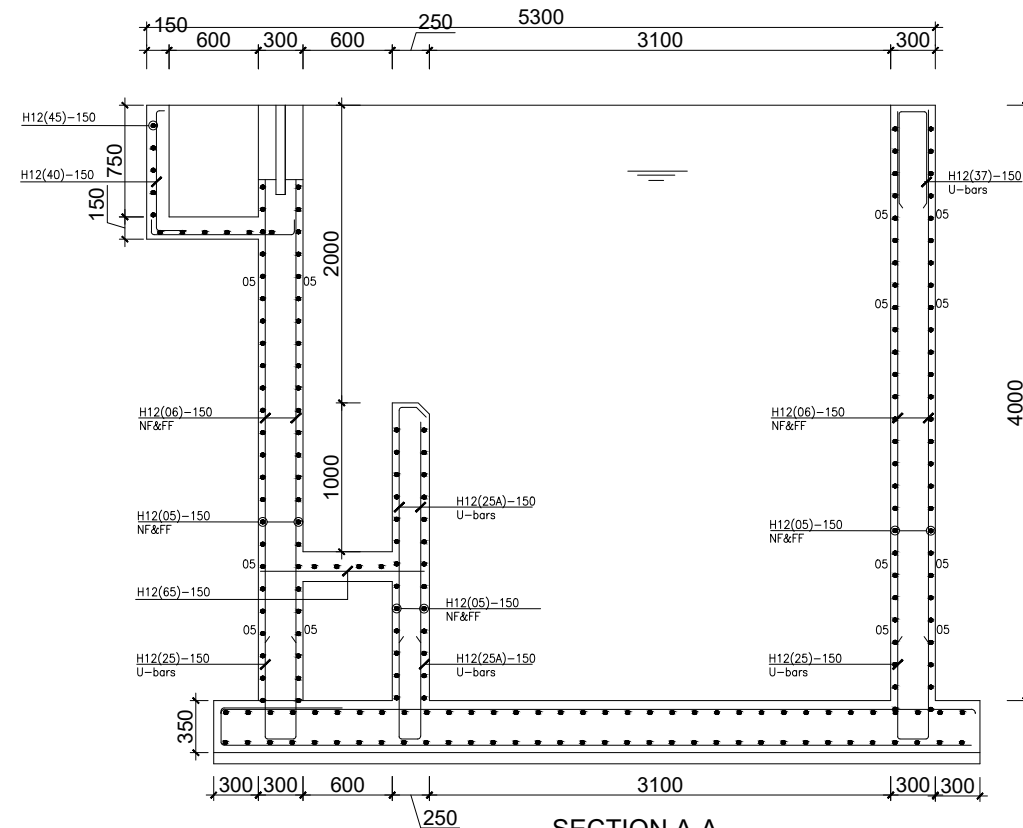 5300
150
250
600
300
600
3100
300
H12(45)-150
750
H12(40)-150
150
H12(37)-150
U-bars
05
05
2000
05
05
05
05
4000
H12(06)-150
NF&FF
H12(06)-150
NF&FF
1000
H12(25A)-150
U-bars
H12(05)-150
NF&FF
H12(05)-150
NF&FF
05
05
05
H12(65)-150
H12(05)-150
NF&FF
05
05
05
05
H12(25)-150
U-bars
H12(25A)-150
U-bars
H12(25)-150
U-bars
350
300
300
600
3100
300
300
250
SECTION A-A